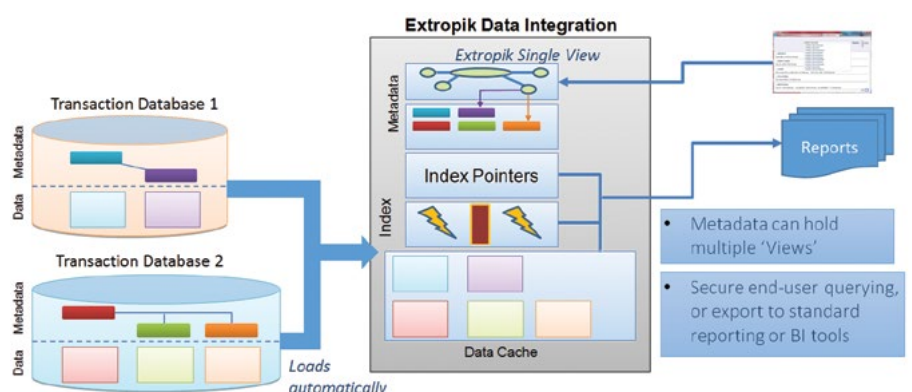 Extropik Data Integration
Extropik Single View
Transaction Database 1
Metadata
Data
Transaction Database 2
Metadata
Data
Loads
automatically
Metadata
Index Pointers
Index
Data Cache
Reports
• Metadata can hold
multiple ‘Views’
• Secure end-user querying,
or export to standard
reporting or BI tools